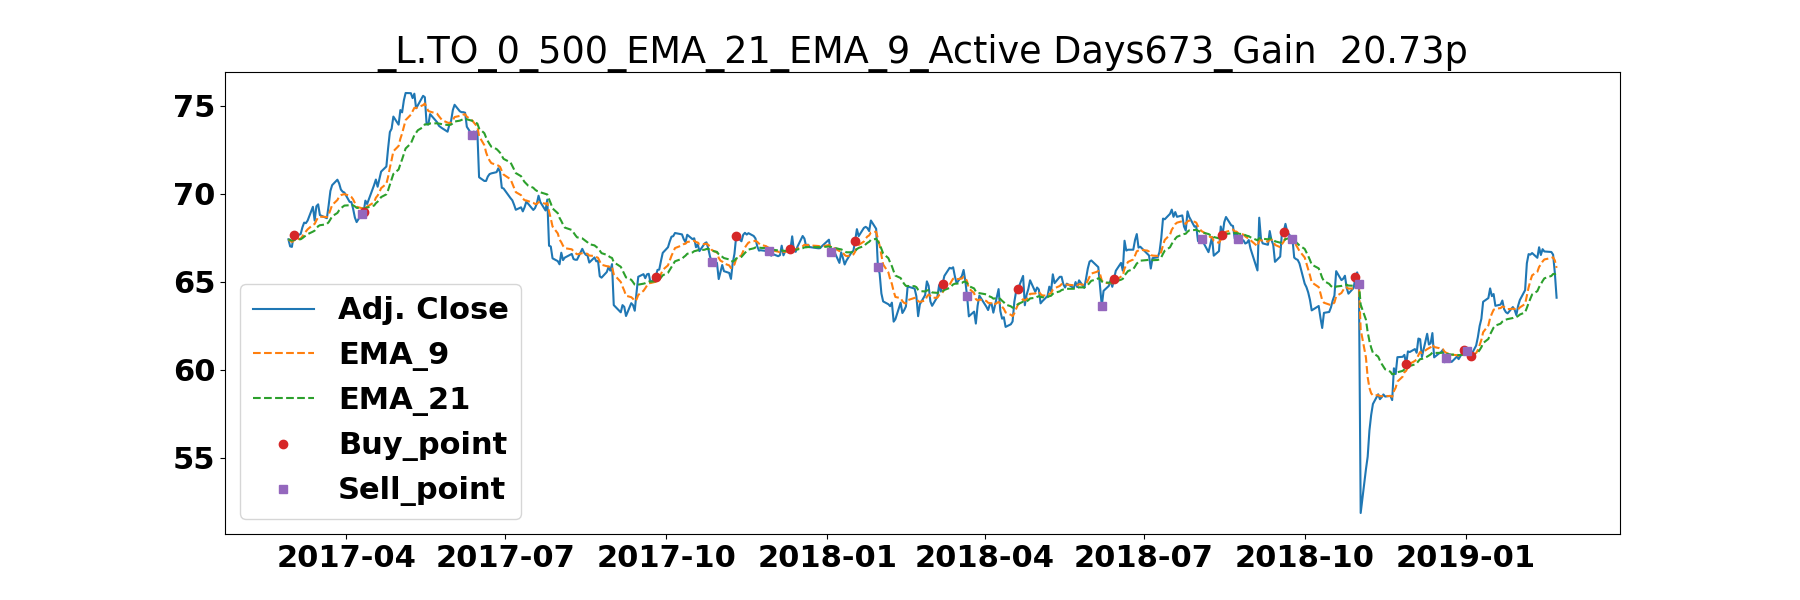 _L.TO_0_500_EMA_21_EMA_9_Active Days673_Gain  20.73p
75
70
65
60
55
Adj. Close
EMA_9
EMA_21
Buy_point
Sell_point
2017-04 2017-07 2017-10 2018-01 2018-04 2018-07 2018-10 2019-01